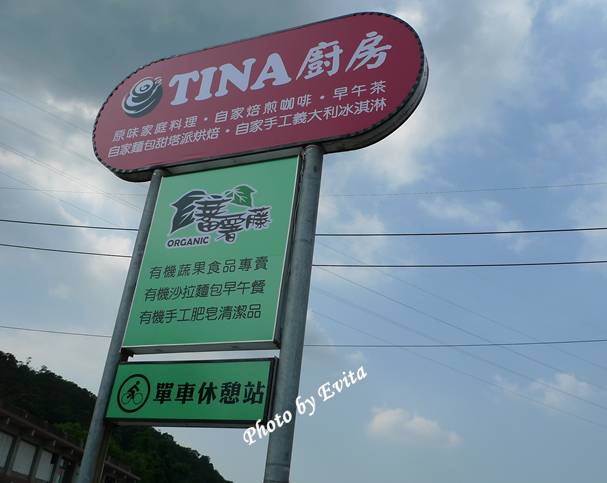 TINA廚房
原味家庭料理・自家焙煎咖啡・早午茶
自家麵包甜塔派烘焙・自家手工義大利冰淇淋
蕃薯藤
ORGANIC
有機蔬果食品專賣
有機沙拉麵包早午餐
有機手工肥皂清潔品
單車休憩站
Photo by Evita